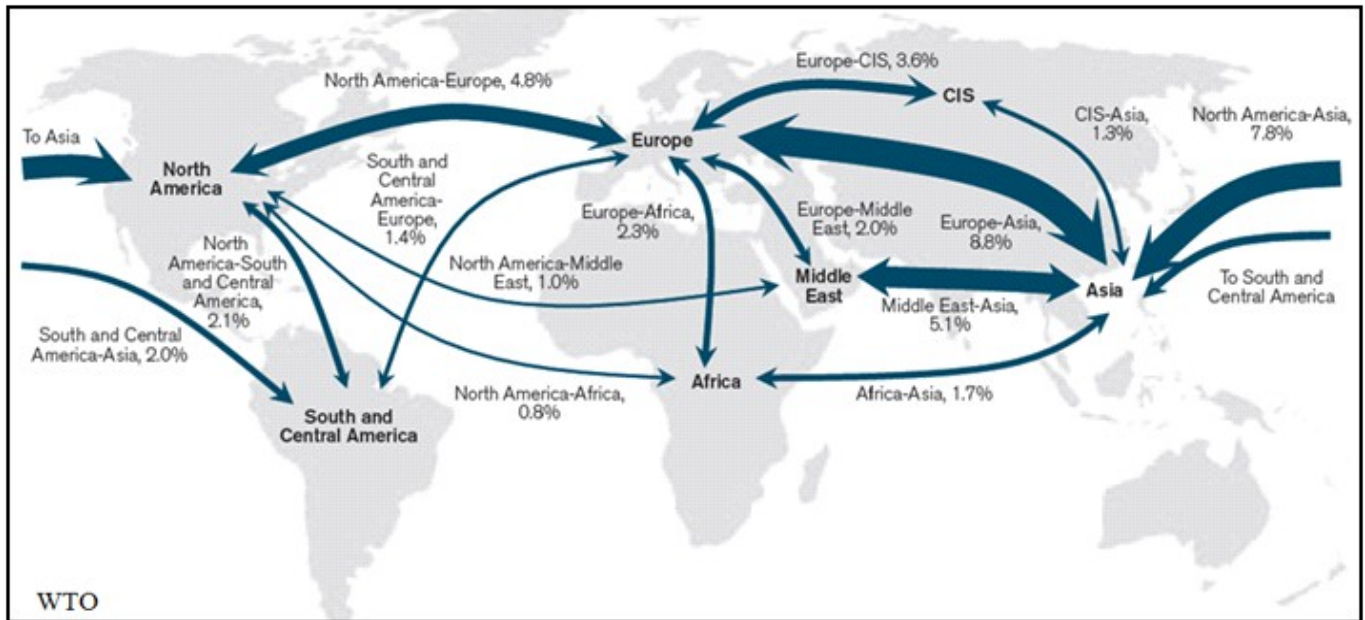 North America-Europe, 4.8%
Europe-CIS, 3.6%
CIS
CIS-Asia,
1.3%
North America-Asia,
7.8%
To Asia
North
America
South and
Central
America-
Europe,
1.4%
Europe
Europe-Africa,
2.3%
Europe-Middle
East, 2.0%
Europe-Asia,
8.8%
North
America-South
and Central
America,
2.1%
North America-Middle
East, 1.0%
Middle
East
Asia
To South and
Central America
Middle East-Asia,
5.1%
South and Central
America-Asia, 2.0%
North America-Africa,
0.8%
Africa
Africa-Asia, 1.7%
South and
Central America
WTO